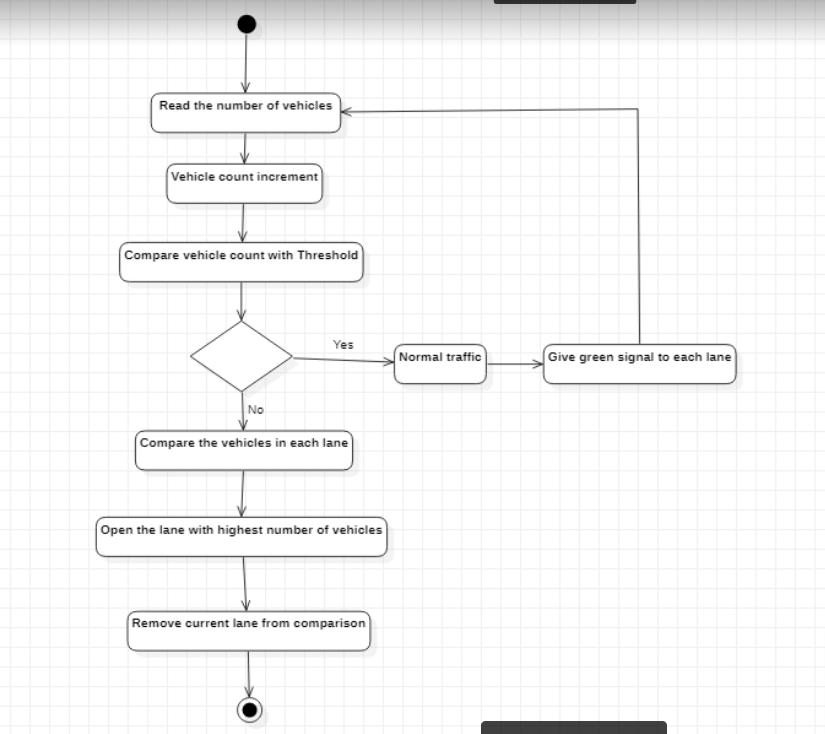 Read the number of vehicles
Vehicle count increment
Compare vehicle count with Threshold
Yes
Normal traffic
Give green signal to each lane
No
Compare the vehicles in each lane
Open the lane with highest number of vehicles
Remove current lane from comparison